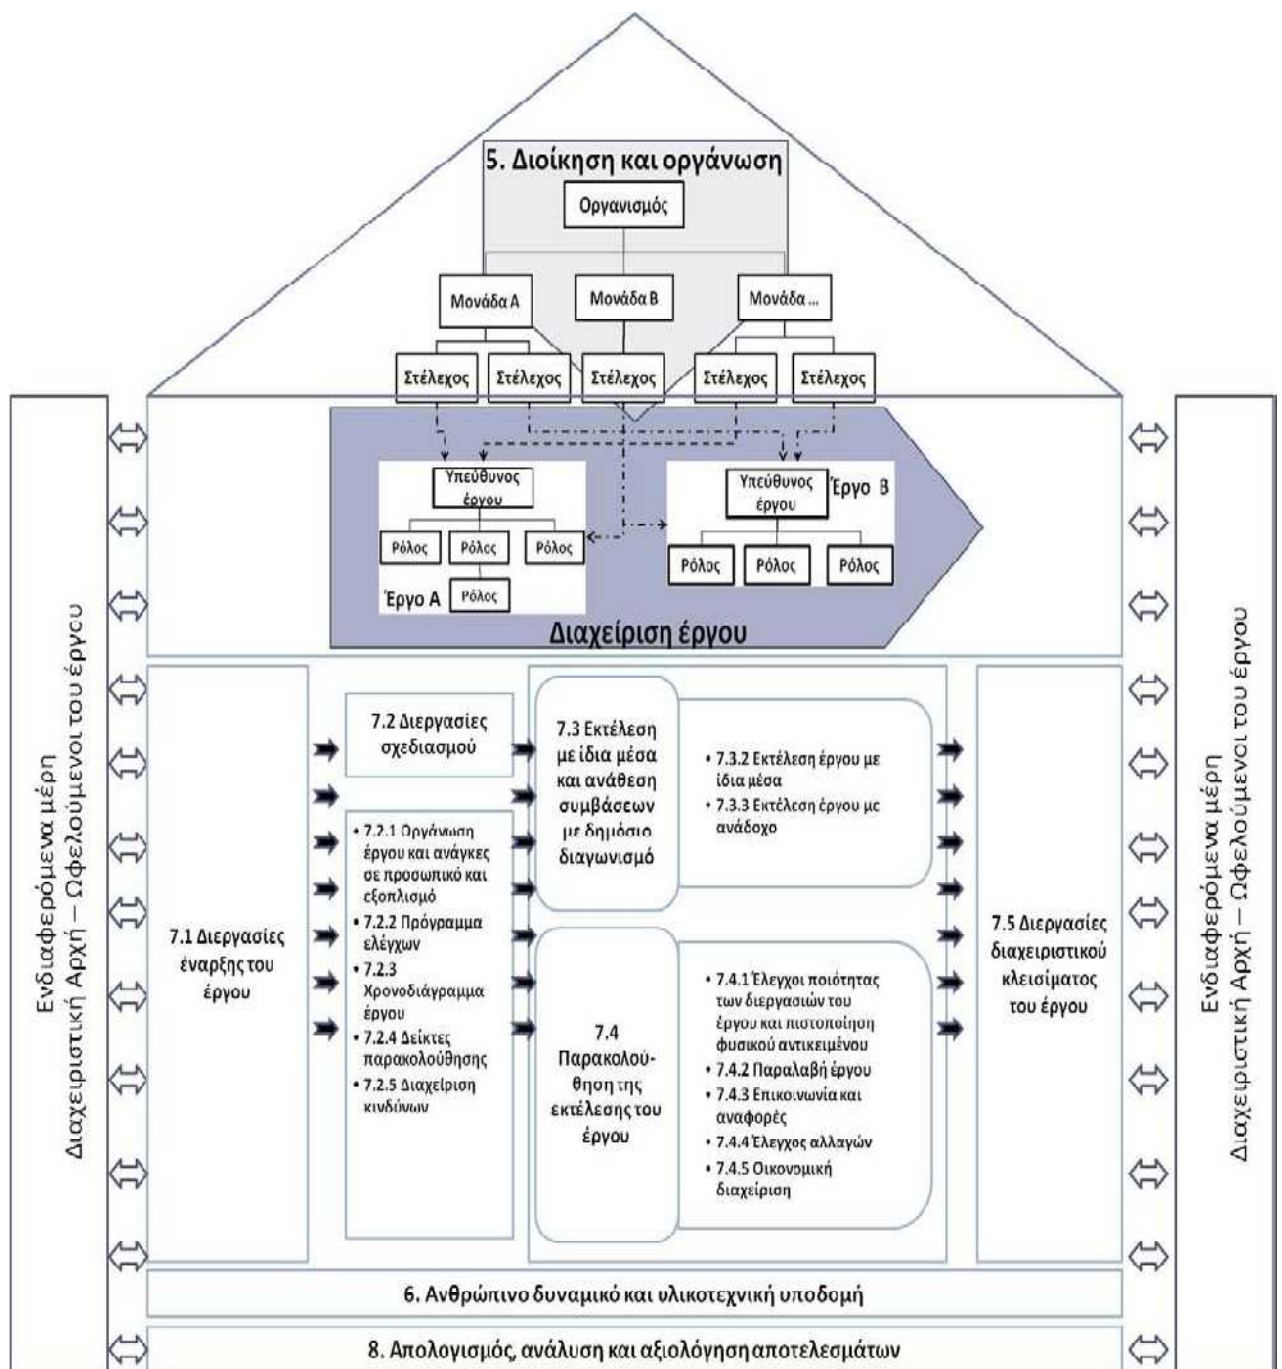 5. Διοίκηση και οργάνωση
Οργανισμός
Μονάδα Α
Μονάδα Β
Μονάδα ...
Στέλεχος
Στέλεχος
Στέλεχος
Στέλεχος
Στέλεχος
Υπεύθυνος
έργου
Ρόλος
Ρόλος
Ρόλος
Έργο Α
Ρόλος
Υπεύθυνος
έργου
Έργο Β
Ρόλος
Ρόλος
Ρόλος
Διαχείριση έργου
Ενδιαφερόμενα μέρη
Διαχειριστική Αρχή – Ωφελούμενοι του έργου
7.1 Διεργασίες
έναρξης του
έργου
7.2 Διεργασίες
σχεδιασμού
• 7.2.1 Οργάνωση
έργου και ανάγκες
σε προσωπικό και
εξοπλισμό
• 7.2.2 Πρόγραμμα
ελέγχων
• 7.2.3
Χρονοδιάγραμμα
έργου
• 7.2.4 Δείκτες
παρακολούθησης
• 7.2.5 Διαχείριση
κινδύνων
7.3 Εκτέλεση
με ίδια μέσα
και ανάθεση
συμβάσεων
με δημόσιο
διαγωνισμό
• 7.3.2 Εκτέλεση έργου με
ίδια μέσα
• 7.3.3 Εκτέλεση έργου με
ανάδοχο
7.4
Παρακολού-
θηση της
εκτέλεσης του
έργου
• 7.4.1 Έλεγχοι ποιότητας
των διεργασιών του
έργου και πιστοποίηση
φυσικού αντικειμένου
• 7.4.2 Παραλαβή έργου
• 7.4.3 Επικοινωνία και
αναφορές
• 7.4.4 Έλεγχος αλλαγών
• 7.4.5 Οικονομική
διαχείριση
7.5 Διεργασίες
διαχειριστικού
κλεισίματος
του έργου
Ενδιαφερόμενα μέρη
Διαχειριστική Αρχή – Ωφελούμενοι του έργου
6. Ανθρώπινο δυναμικό και υλικοτεχνική υποδομή
8. Απολογισμός, ανάλυση και αξιολόγηση αποτελεσμάτων